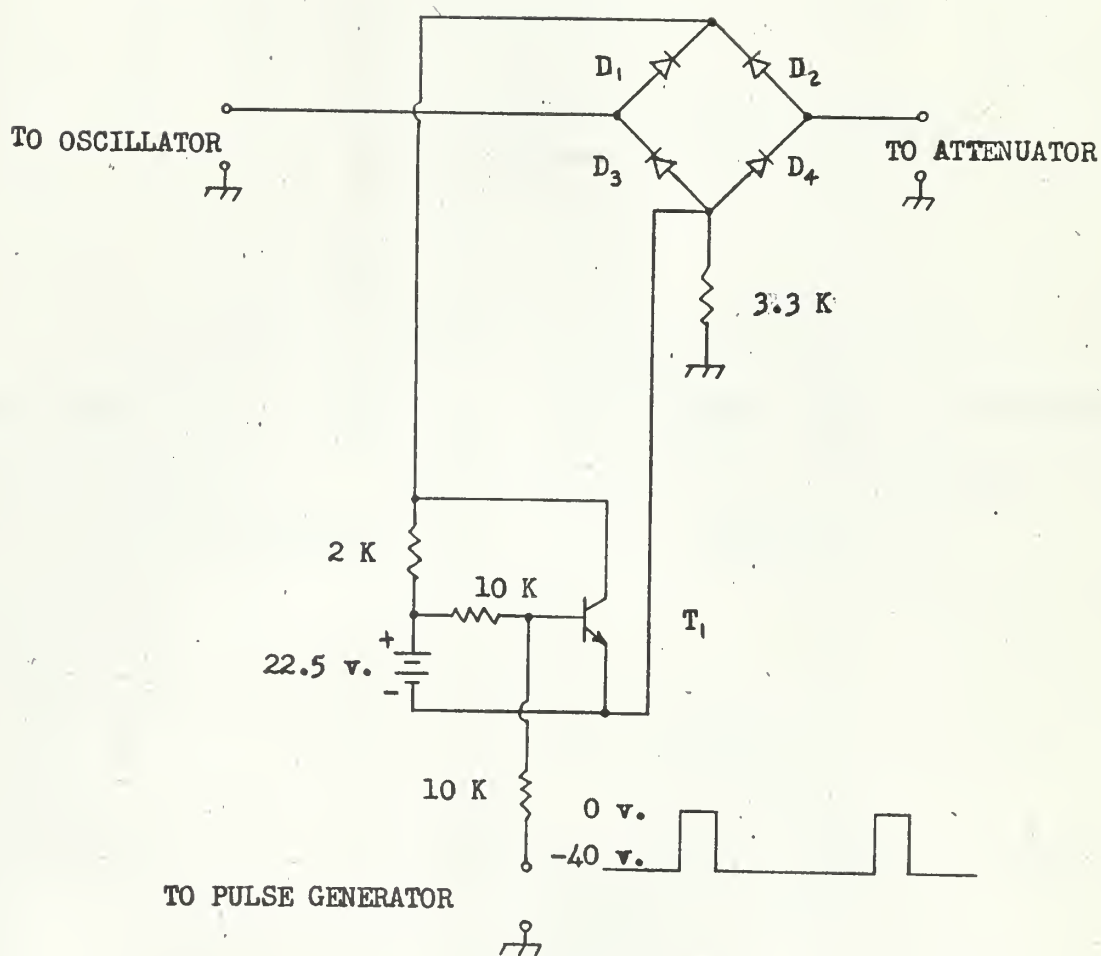 D₁
D₂
TO OSCILLATOR
TO ATTENUATOR
D₃
D₄
3.3 K
2 K
10 K
T₁
+
22.5 v.
-
10 K
0 v.
-40 v.
TO PULSE GENERATOR